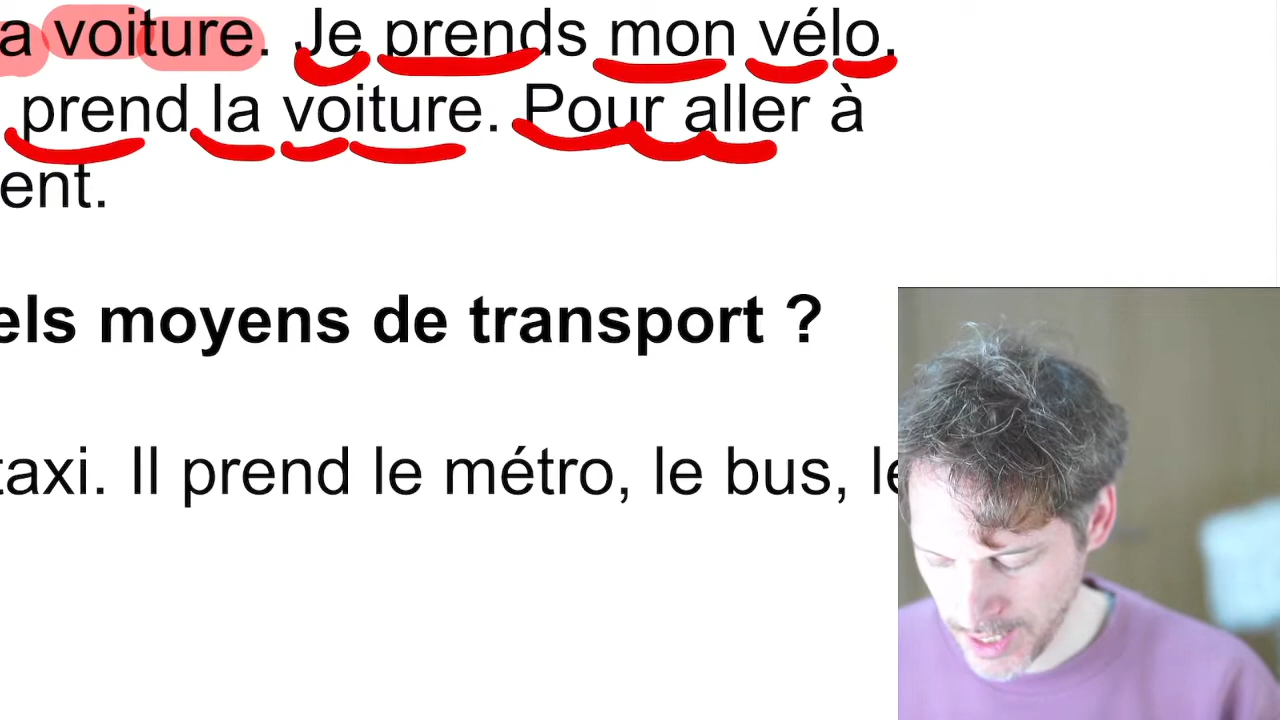 a voiture. Je prends mon vélo.
prend la voiture. Pour aller à
ent.
els moyens de transport ?
taxi. Il prend le métro, le bus, le